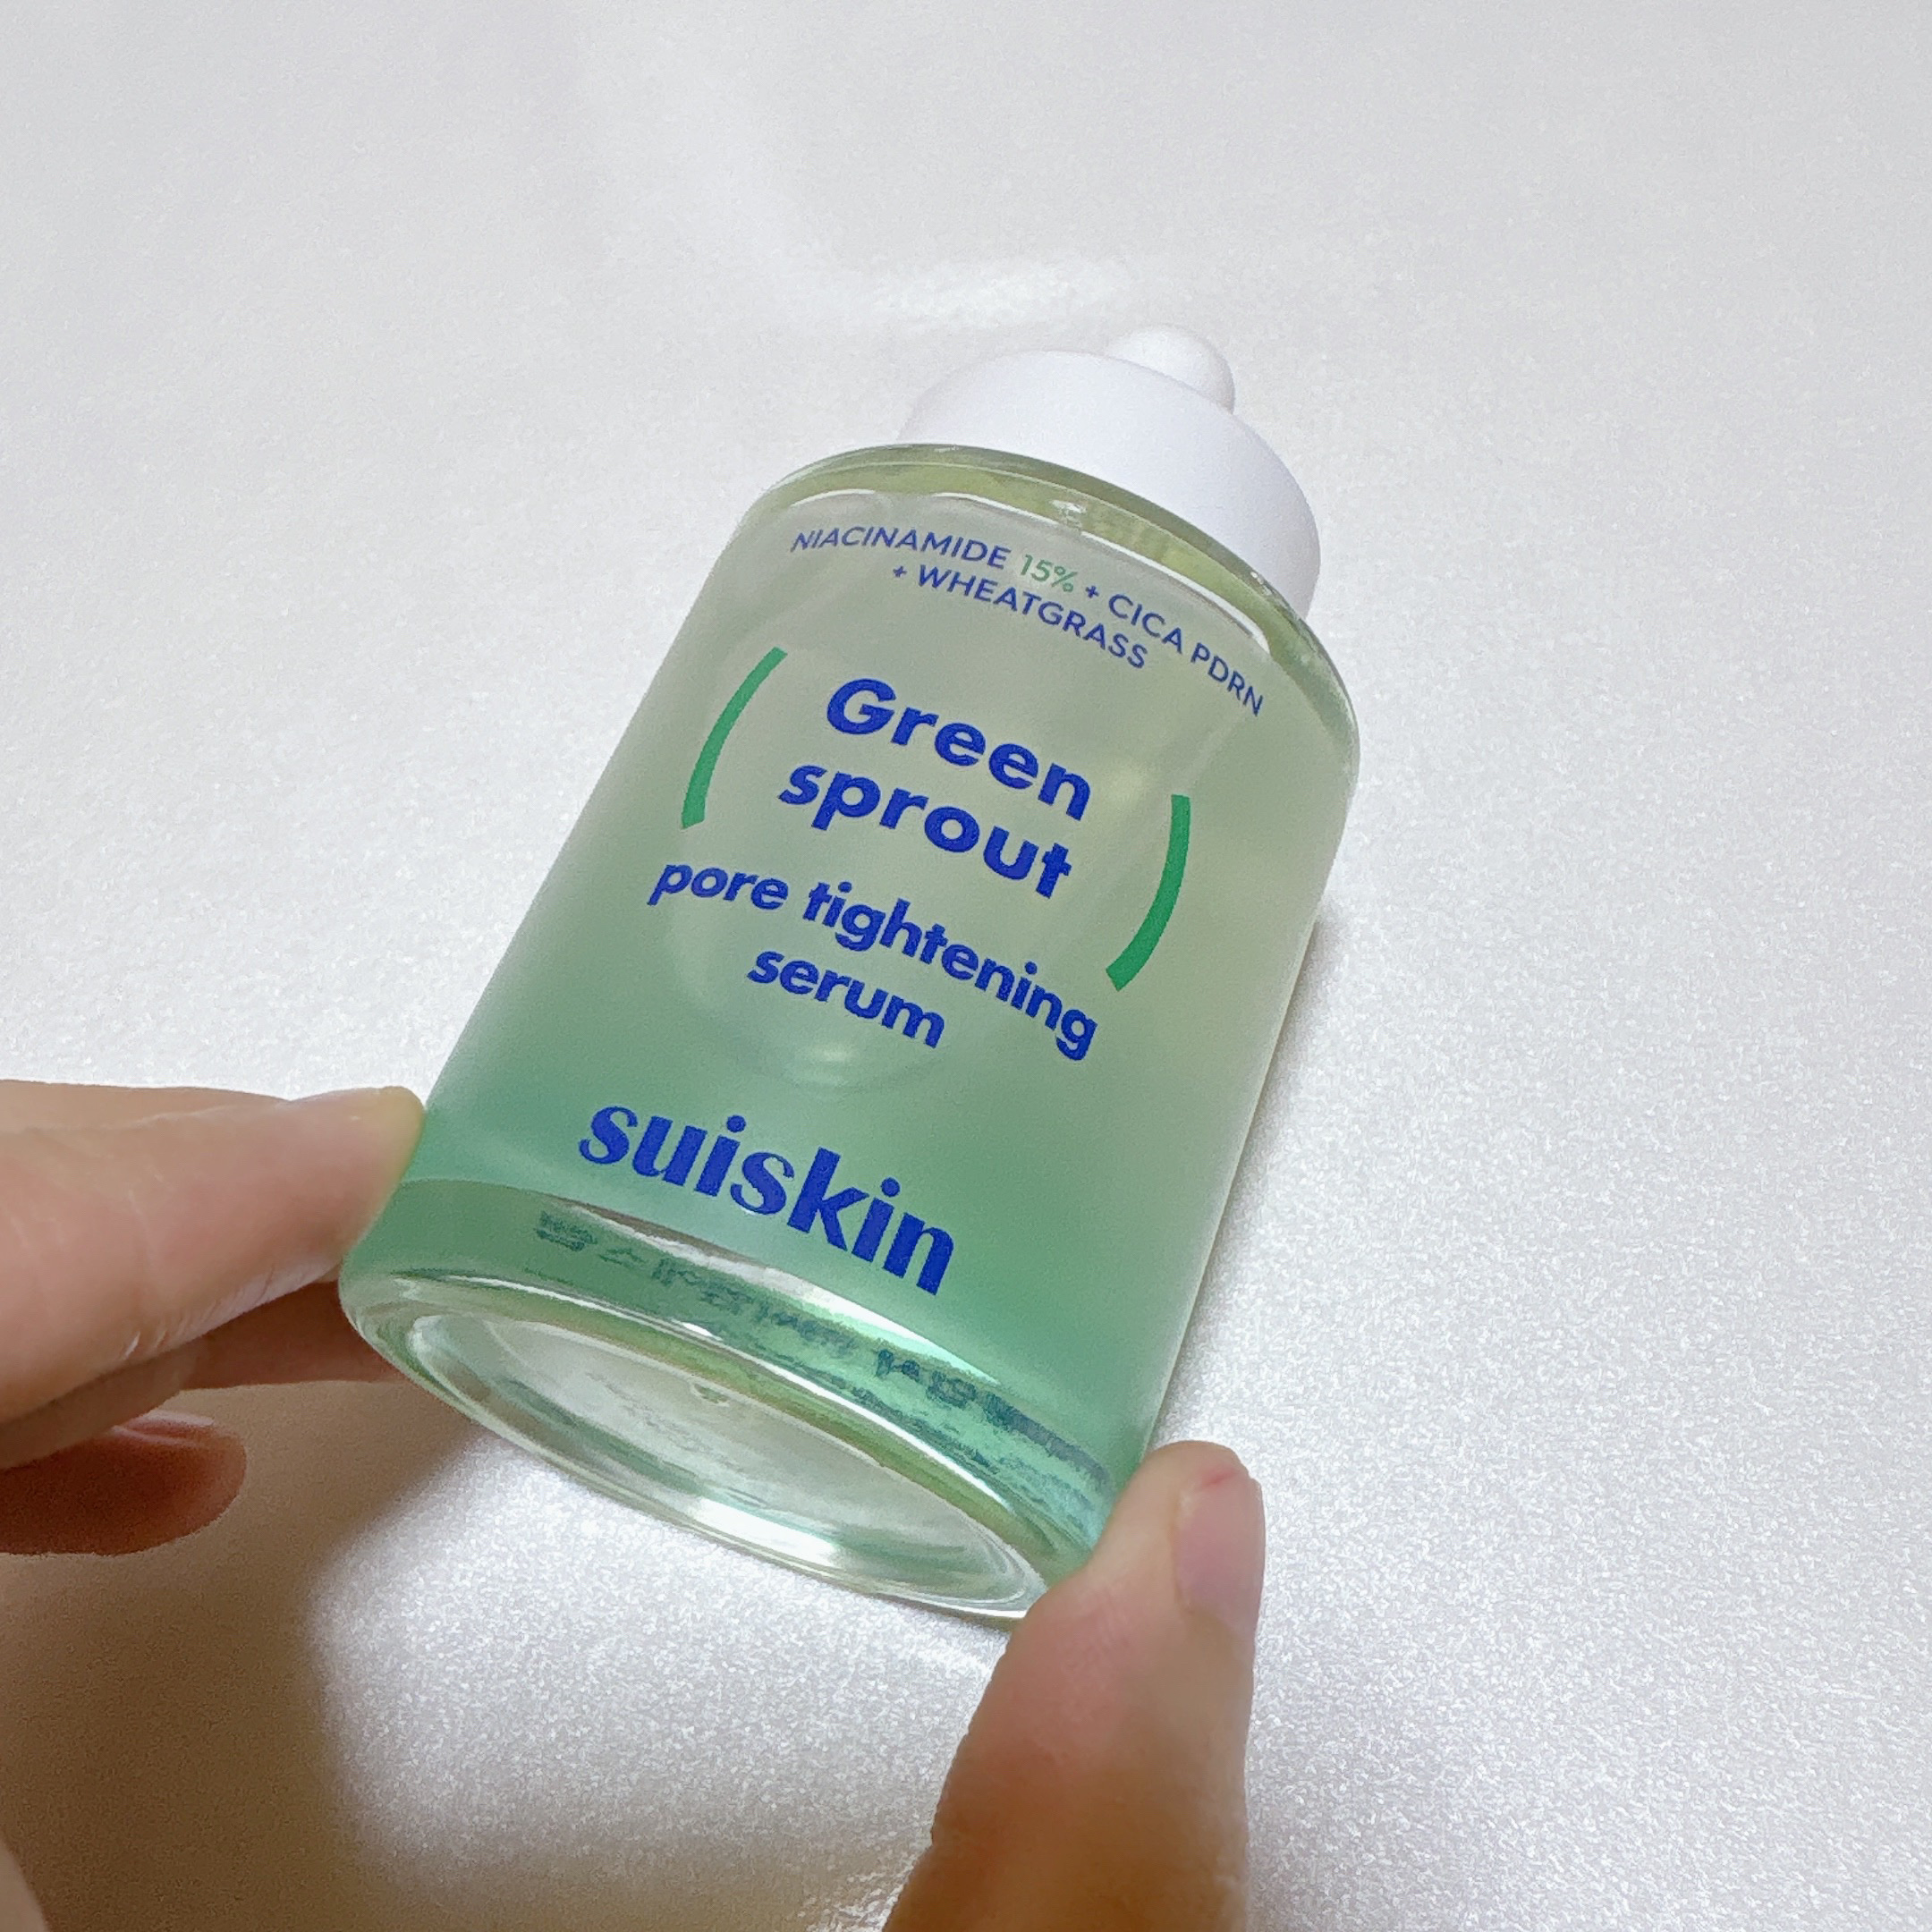 NIACINAMIDE 15% + CICA PDRN
+ WHEATGRASS
Green
sprout
pore tightening
serum
suiskin